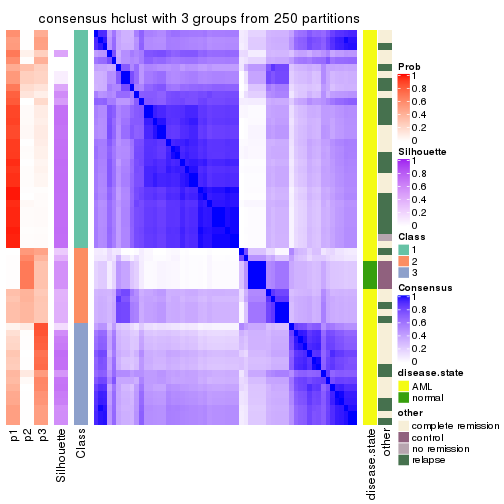 consensus hclust with 3 groups from 250 partitions
Prob
1
0.8
0.6
0.4
0.2
0
Silhouette
1
0.8
0.6
0.4
0.2
0
Class
1
2
3
Consensus
1
0.8
0.6
0.4
0.2
0
disease.state
AML
normal
other
complete remission
control
no remission
relapse
p1
p2
p3
Silhouette
Class
disease.state
other